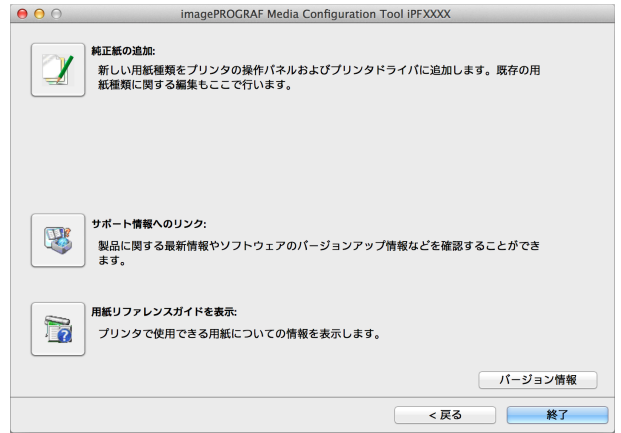 imagePROGRAF Media Configuration Tool iPFXXXX
純正紙の追加:
新しい用紙種類をプリンタの操作パネルおよびプリンタドライバに追加します。既存の用
紙種類に関する編集もここで行います。
サポート情報へのリンク:
製品に関する最新情報やソフトウェアのバージョンアップ情報などを確認することができ
ます。
用紙リファレンスガイドを表示:
プリンタで使用できる用紙についての情報を表示します。
バージョン情報
< 戻る
終了